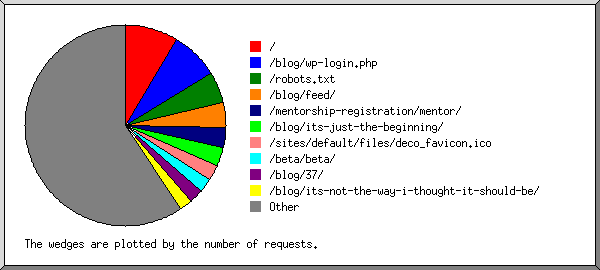 /
/blog/wp-login.php
/robots.txt
/blog/feed/
/mentorship-registration/mentor/
/blog/its-just-the-beginning/
/sites/default/files/deco_favicon.ico
/beta/beta/
/blog/37/
/blog/its-not-the-way-i-thought-it-should-be/
Other
The wedges are plotted by the number of requests.